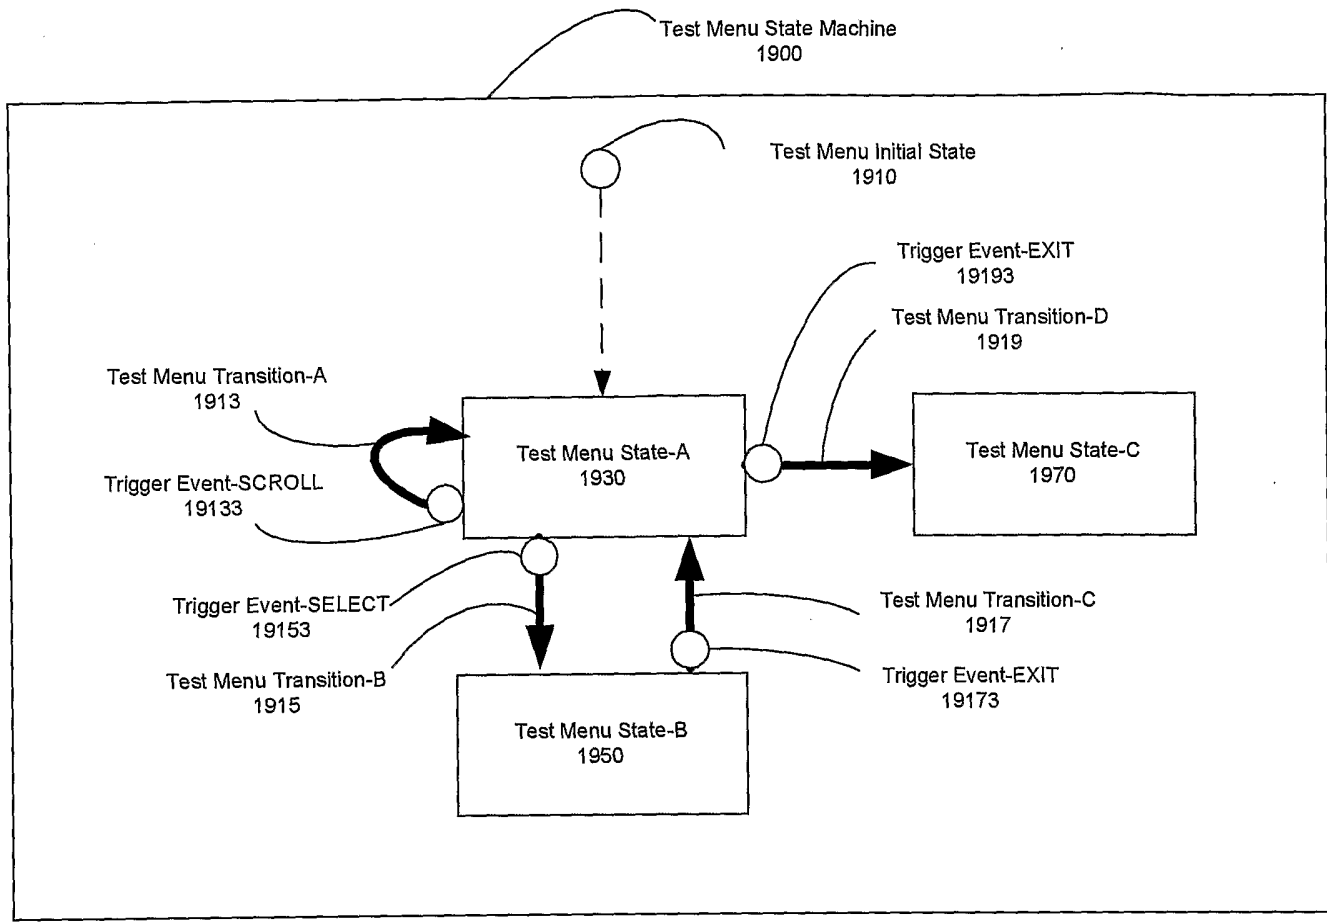 Test Menu State Machine
1900
Test Menu Initial State
1910
Trigger Event-EXIT
19193
Test Menu Transition-D
1919
Test Menu Transition-A
1913
Trigger Event-SCROLL
19133
Test Menu State-A
1930
Test Menu State-C
1970
Trigger Event-SELECT
19153
Test Menu Transition-B
1915
Test Menu Transition-C
1917
Trigger Event-EXIT
19173
Test Menu State-B
1950